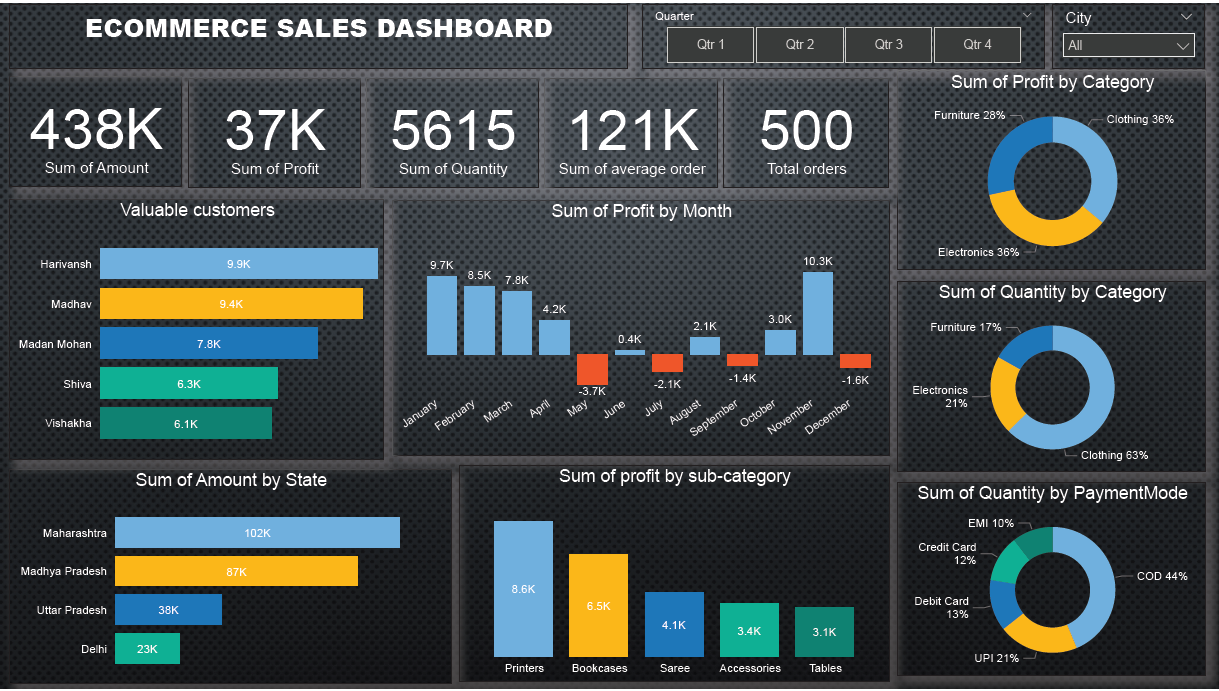 ECOMMERCE SALES DASHBOARD
Quarter
Qtr 1
Qtr 2
Qtr 3
Qtr 4
City
All
438K
Sum of Amount
37K
Sum of Profit
5615
Sum of Quantity
121K
Sum of average order
500
Total orders
Sum of Profit by Category
Furniture 28%
Clothing 36%
Electronics 36%
Valuable customers
Harivansh 9.9K
Madhav 9.4K
Madan Mohan 7.8K
Shiva 6.3K
Vishakha 6.1K
Sum of Profit by Month
9.7K
8.5K
7.8K
4.2K
-3.7K
0.4K
-2.1K
2.1K
-1.4K
3.0K
10.3K
-1.6K
January
February
March
April
May
June
July
August
September
October
November
December
Sum of Quantity by Category
Furniture 17%
Electronics
21%
Clothing 63%
Sum of Amount by State
Maharashtra 102K
Madhya Pradesh 87K
Uttar Pradesh 38K
Delhi 23K
Sum of profit by sub-category
8.6K
6.5K
4.1K
3.4K
3.1K
Printers
Bookcases
Saree
Accessories
Tables
Sum of Quantity by PaymentMode
EMI 10%
Credit Card
12%
COD 44%
Debit Card
13%
UPI 21%